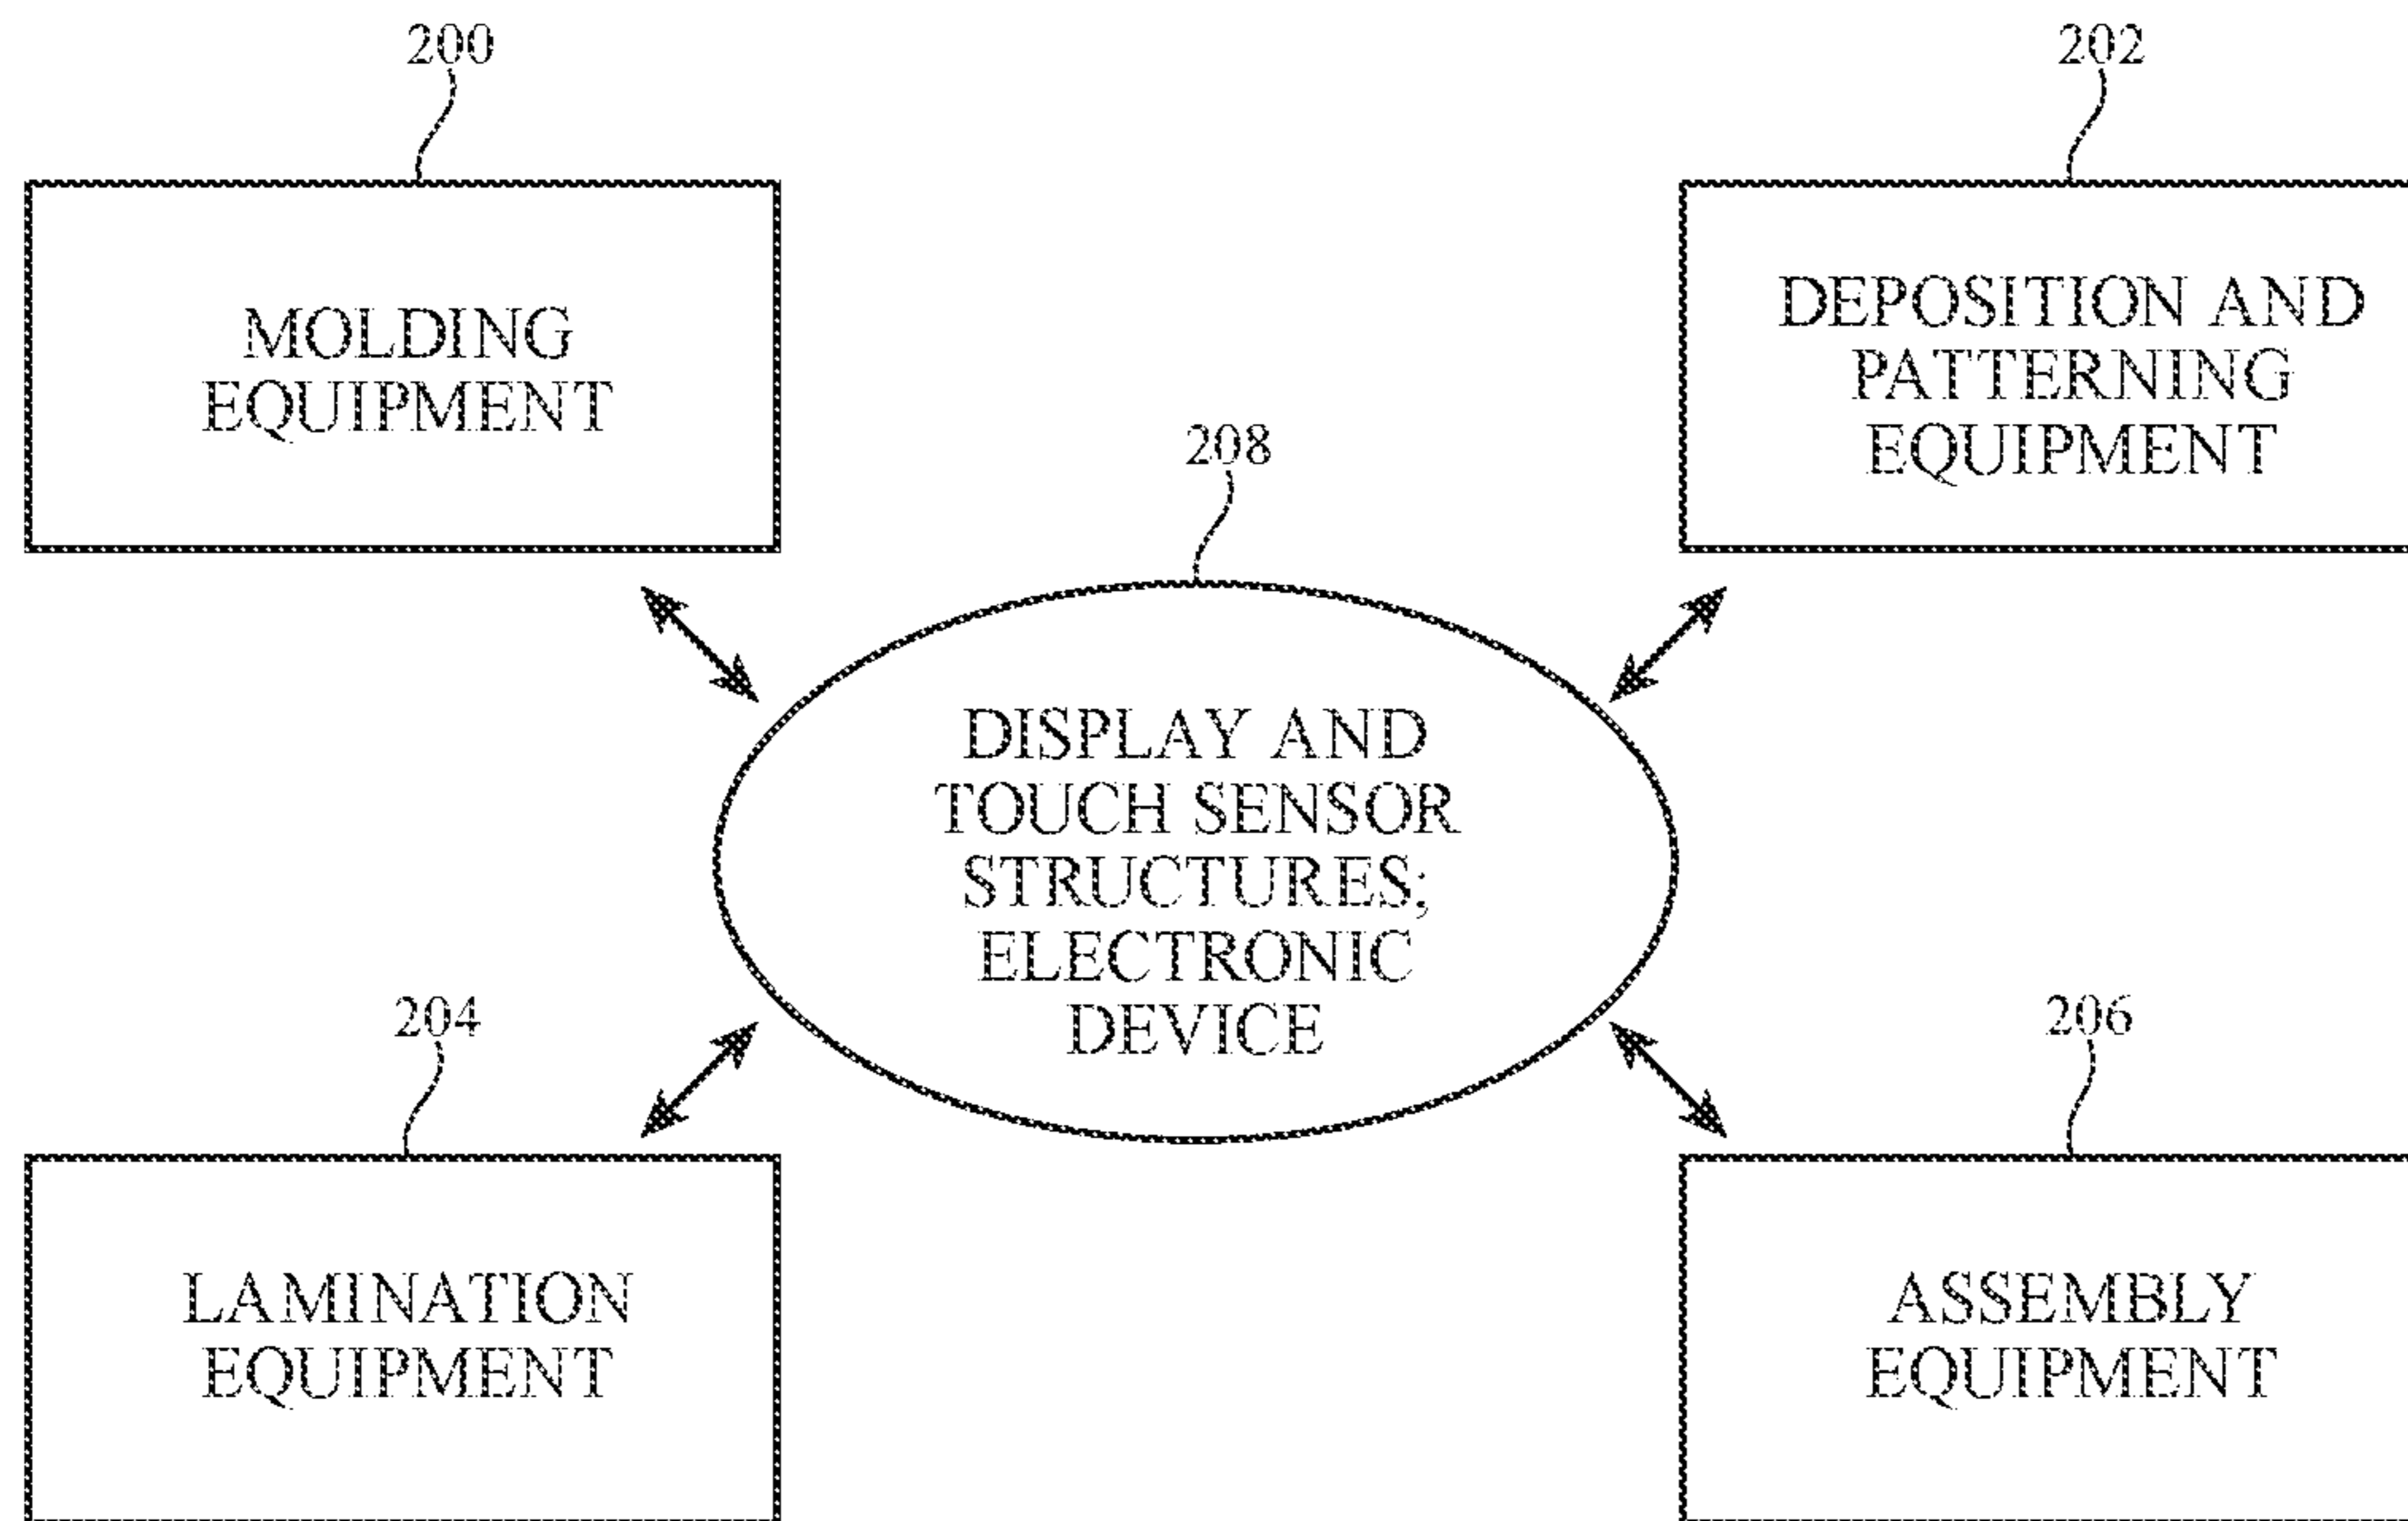 200
202
MOLDING
EQUIPMENT
DEPOSITION AND
PATTERNING
EQUIPMENT
208
DISPLAY AND
TOUCH SENSOR
STRUCTURES;
ELECTRONIC
DEVICE
204
206
LAMINATION
EQUIPMENT
ASSEMBLY
EQUIPMENT